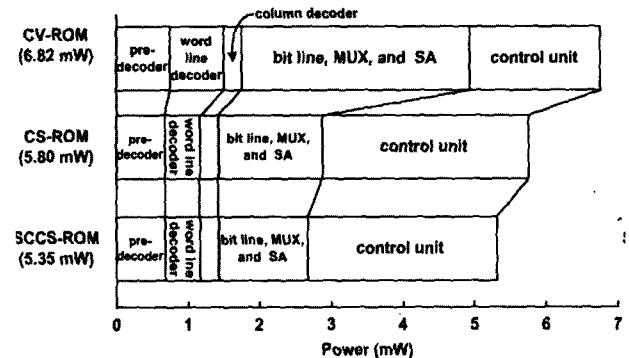 column decoder
CV-ROM
(6.82 mW)
pre-
decoder
word
line
decoder
bit line, MUX, and SA
control unit
CS-ROM
(5.80 mW)
pre-
decoder
word line
decoder
bit line, MUX,
and SA
control unit
SCCS-ROM
(5.35 mW)
pre-
decoder
word line
decoder
bit line, MUX,
and SA
control unit
0 1 2 3 4 5 6 7
Power (mW)